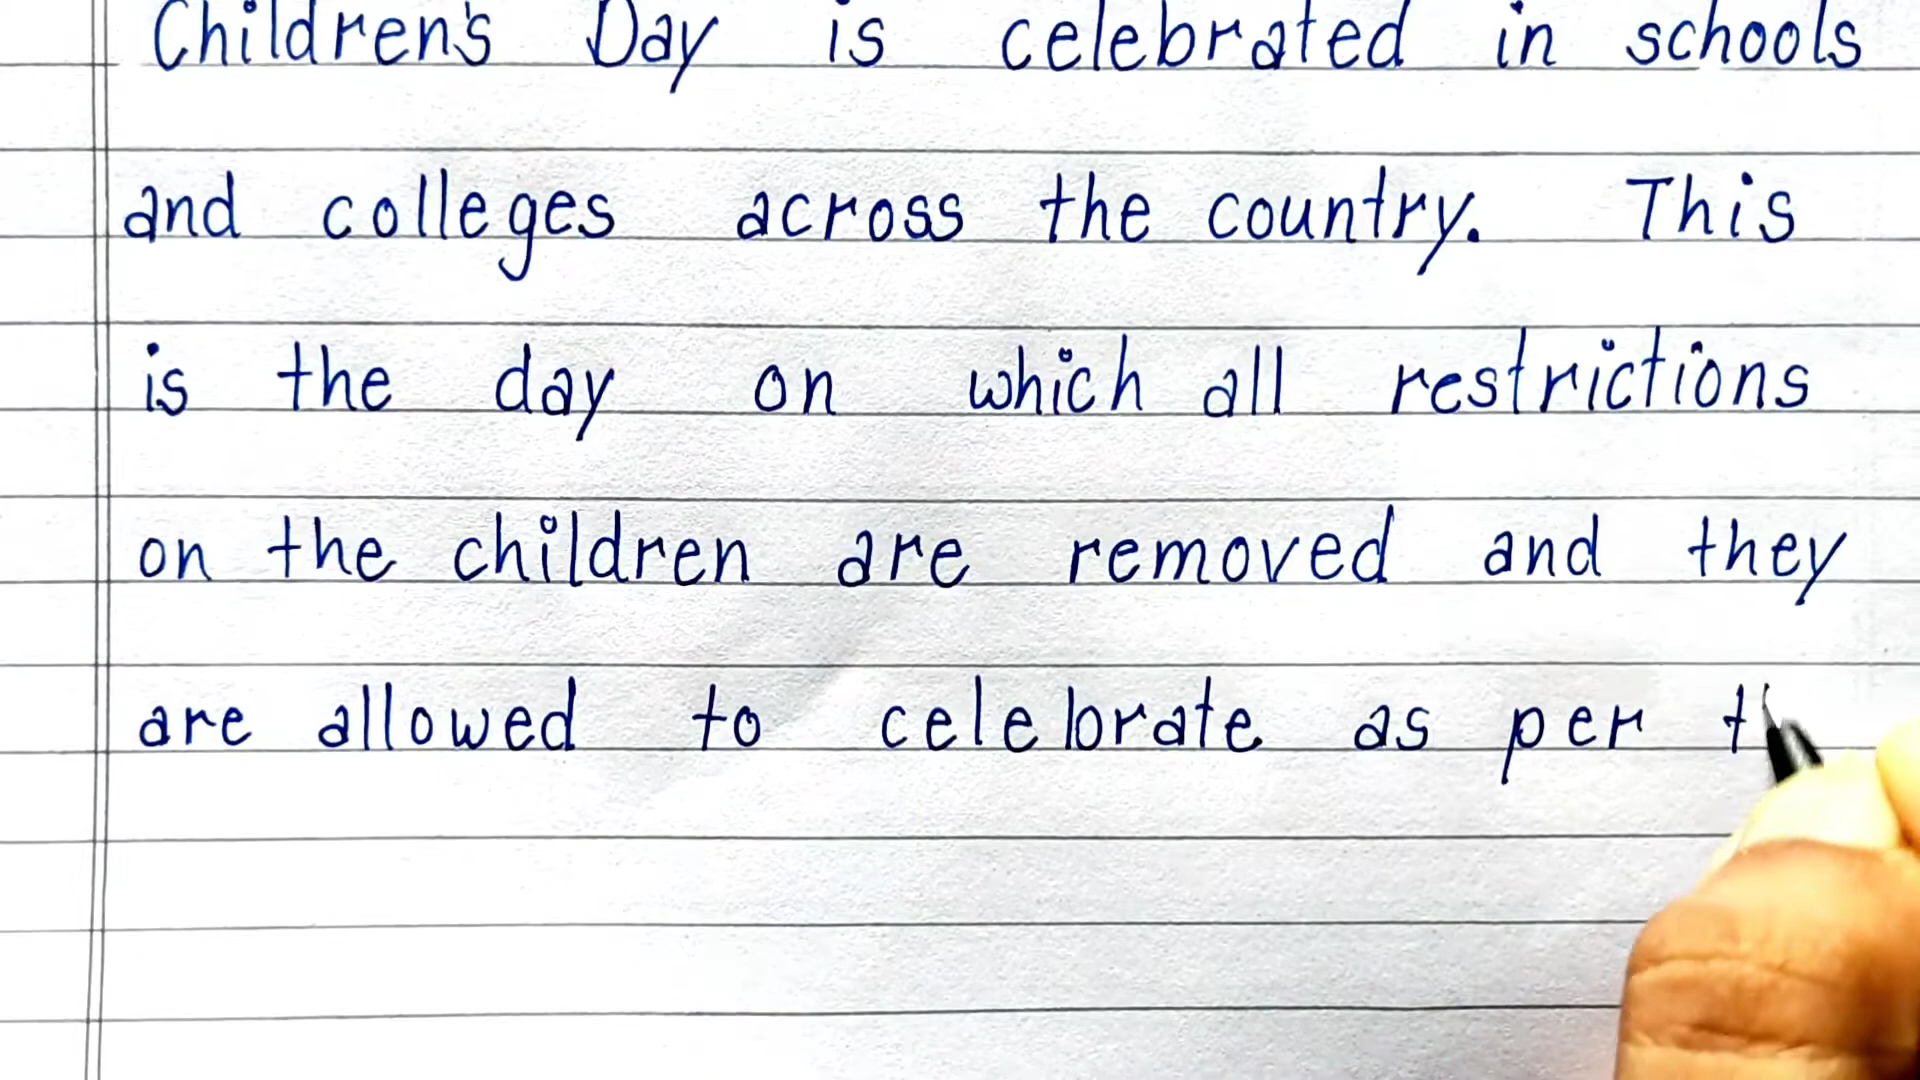 Children's Day is celebrated in schools
and colleges across the country. This
is the day on which all restrictions
on the children are removed and they
are allowed to celebrate as per